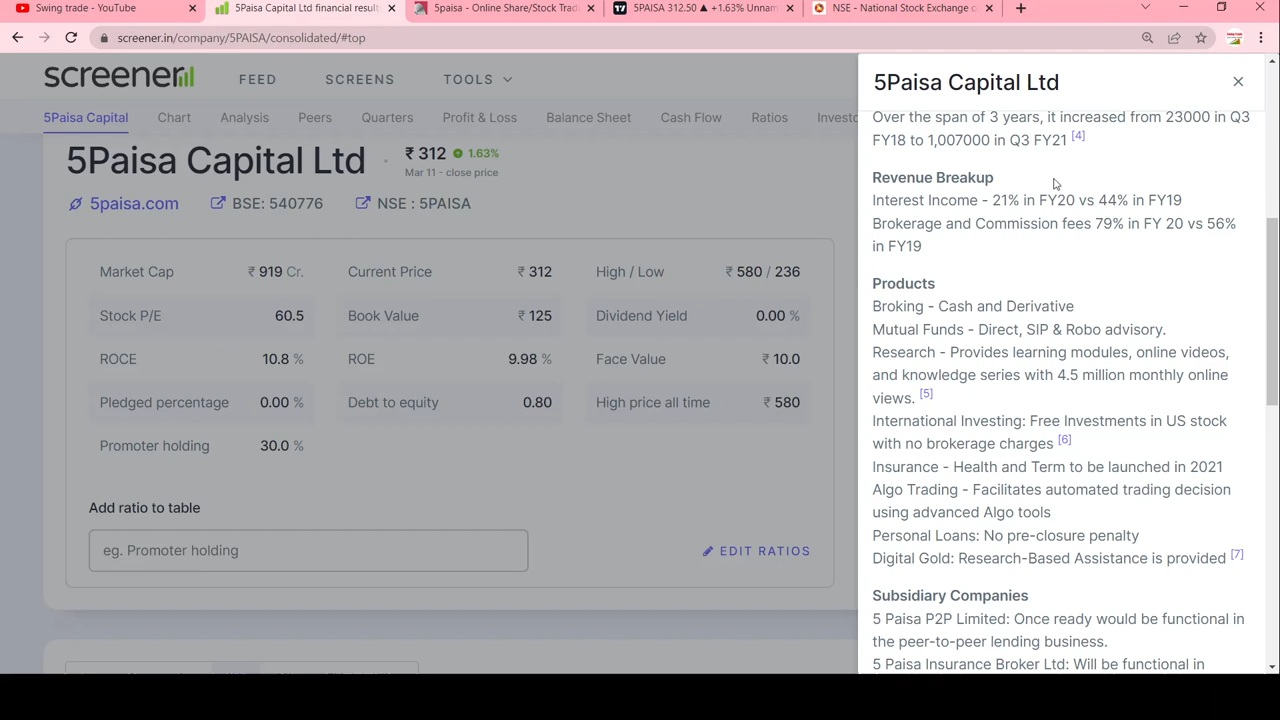 Swing trade - YouTube
5Paisa Capital Ltd financial result
5paisa - Online Share/Stock Trad
5PAISA 312.50 ▲ +1.63% Unnam
NSE - National Stock Exchange o
screener.in/company/5PAISA/consolidated/#top
screener
FEED
SCREENS
TOOLS
5Paisa Capital
Chart
Analysis
Peers
Quarters
Profit & Loss
Balance Sheet
Cash Flow
Ratios
Investo
5Paisa Capital Ltd
₹ 312 1.63%
Mar 11 - close price
5paisa.com
BSE: 540776
NSE : 5PAISA
Market Cap ₹ 919 Cr.
Current Price ₹ 312
High / Low ₹ 580 / 236
Stock P/E 60.5
Book Value ₹ 125
Dividend Yield 0.00 %
ROCE 10.8 %
ROE 9.98 %
Face Value ₹ 10.0
Pledged percentage 0.00 %
Debt to equity 0.80
High price all time ₹ 580
Promoter holding 30.0 %
Add ratio to table
eg. Promoter holding
EDIT RATIOS
5Paisa Capital Ltd
Over the span of 3 years, it increased from 23000 in Q3
FY18 to 1,007000 in Q3 FY21 [4]
Revenue Breakup
Interest Income - 21% in FY20 vs 44% in FY19
Brokerage and Commission fees 79% in FY 20 vs 56%
in FY19
Products
Broking - Cash and Derivative
Mutual Funds - Direct, SIP & Robo advisory.
Research - Provides learning modules, online videos,
and knowledge series with 4.5 million monthly online
views. [5]
International Investing: Free Investments in US stock
with no brokerage charges [6]
Insurance - Health and Term to be launched in 2021
Algo Trading - Facilitates automated trading decision
using advanced Algo tools
Personal Loans: No pre-closure penalty
Digital Gold: Research-Based Assistance is provided [7]
Subsidiary Companies
5 Paisa P2P Limited: Once ready would be functional in
the peer-to-peer lending business.
5 Paisa Insurance Broker Ltd: Will be functional in